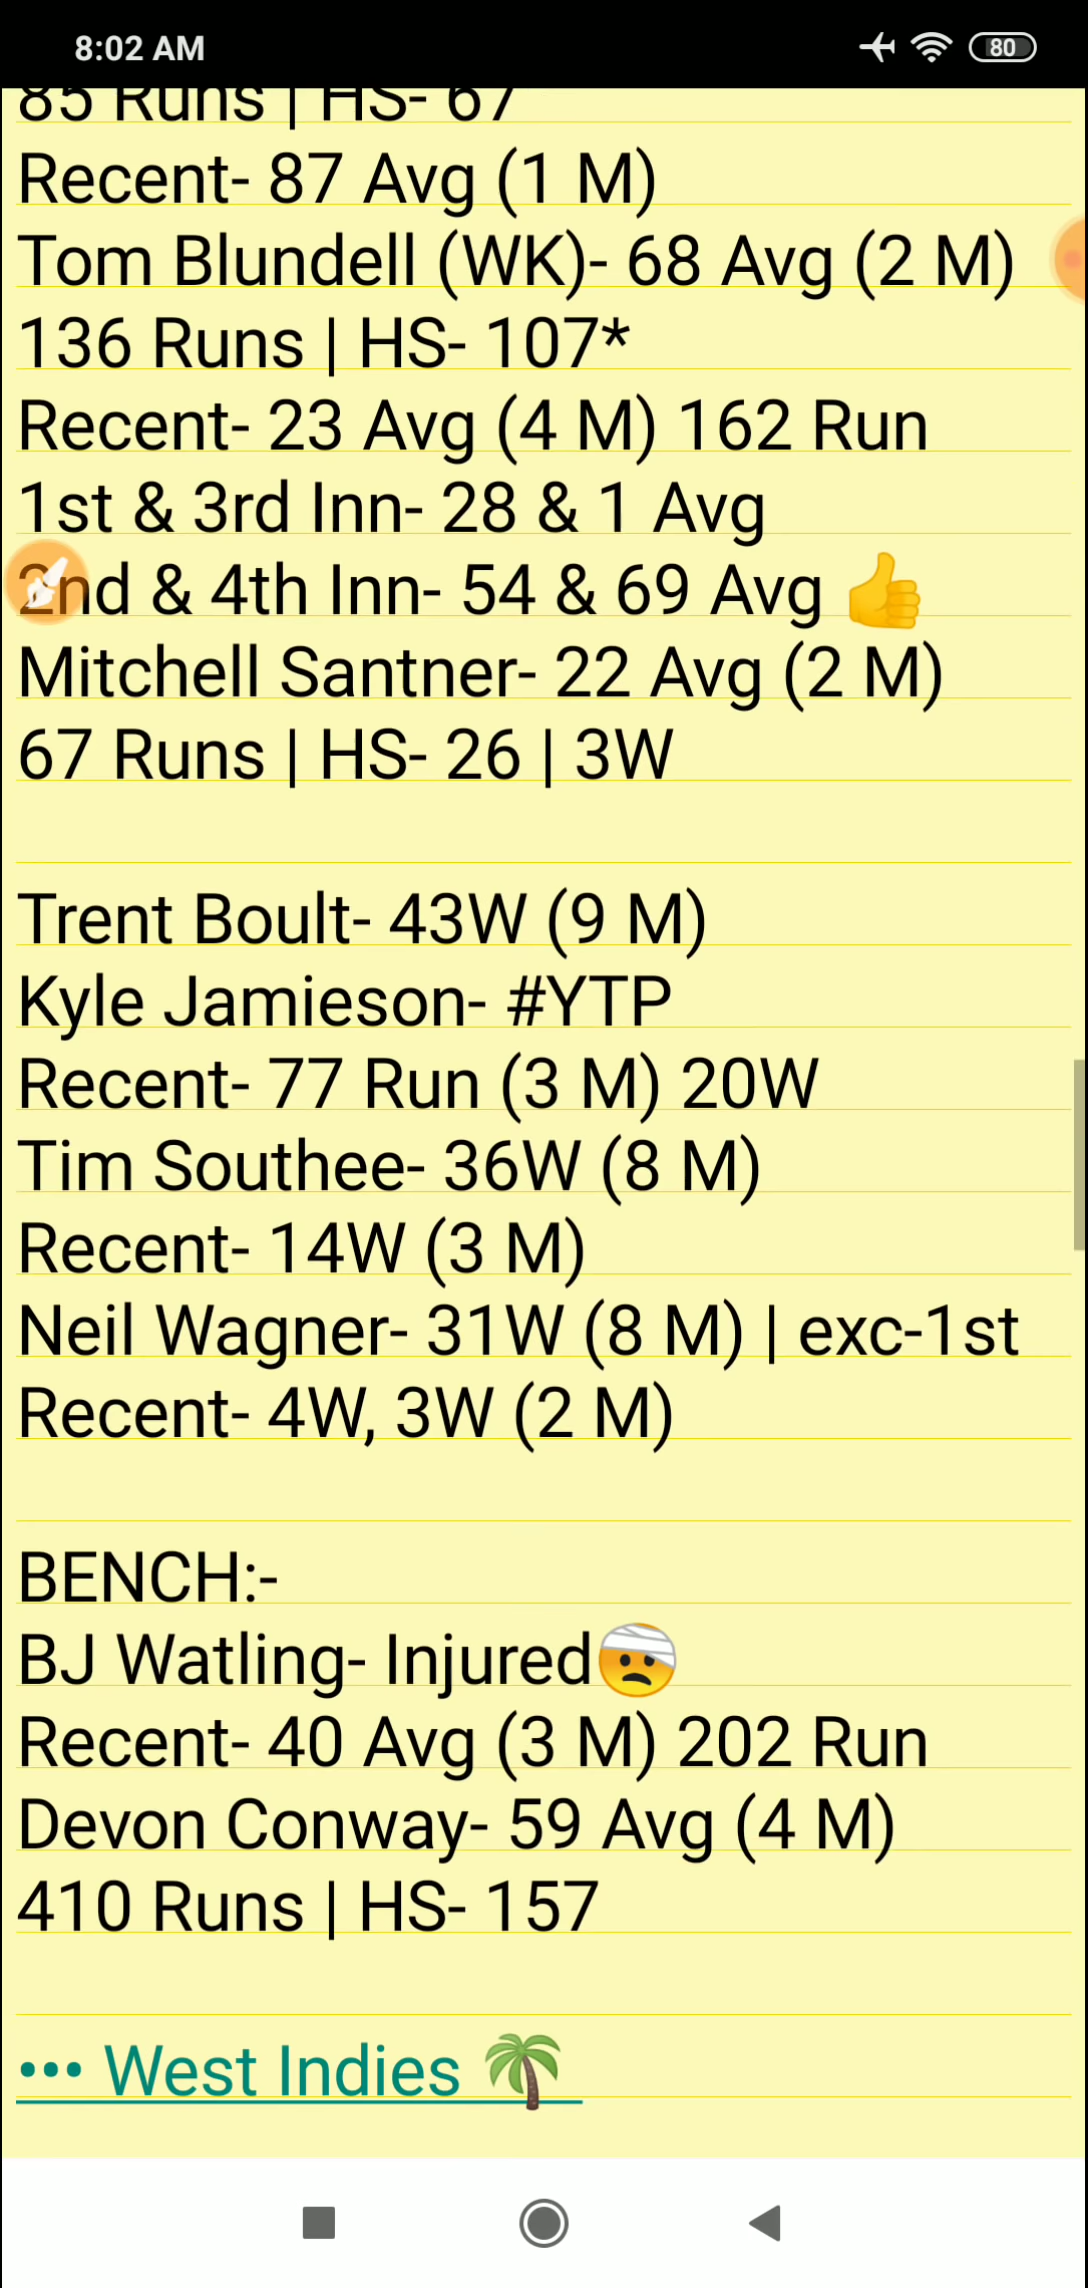 8:02 AM
80
85 Runs | HS- 67
Recent- 87 Avg (1 M)
Tom Blundell (WK)- 68 Avg (2 M)
136 Runs | HS- 107*
Recent- 23 Avg (4 M) 162 Run
1st & 3rd Inn- 28 & 1 Avg
2nd & 4th Inn- 54 & 69 Avg 👍
Mitchell Santner- 22 Avg (2 M)
67 Runs | HS- 26 | 3W
Trent Boult- 43W (9 M)
Kyle Jamieson- #YTP
Recent- 77 Run (3 M) 20W
Tim Southee- 36W (8 M)
Recent- 14W (3 M)
Neil Wagner- 31W (8 M) | exc-1st
Recent- 4W, 3W (2 M)
BENCH:-
BJ Watling- Injured🤕
Recent- 40 Avg (3 M) 202 Run
Devon Conway- 59 Avg (4 M)
410 Runs | HS- 157
••• West Indies 🌴